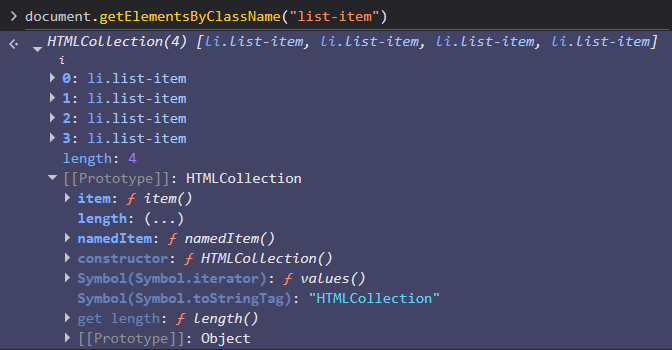 > document.getElementsByClassName("list-item")
HTMLCollection(4) [li.list-item, li.list-item, li.list-item, li.list-item]
i
0: li.list-item
1: li.list-item
2: li.list-item
3: li.list-item
length: 4
[[Prototype]]: HTMLCollection
item: ƒ item()
length: (...)
namedItem: ƒ namedItem()
constructor: ƒ HTMLCollection()
Symbol(Symbol.iterator): ƒ values()
Symbol(Symbol.toStringTag): "HTMLCollection"
get length: ƒ length()
[[Prototype]]: Object